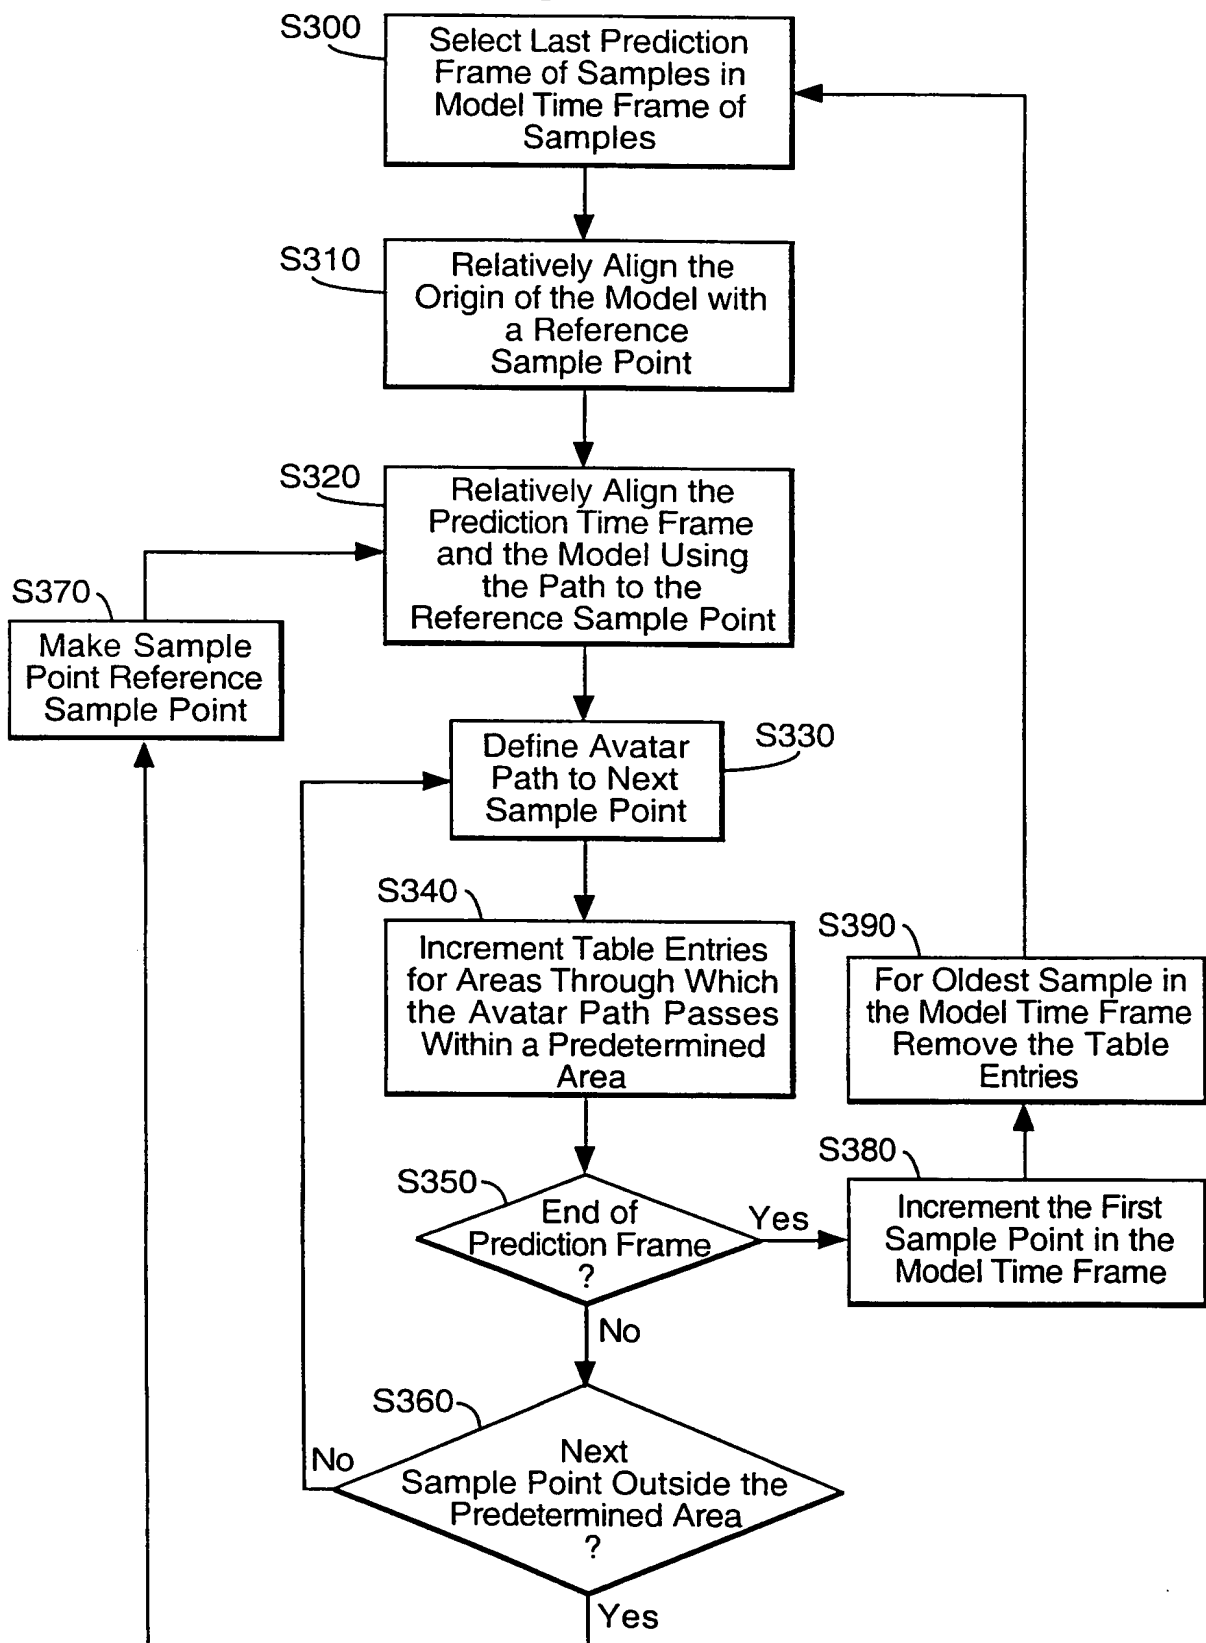 S300
Select Last Prediction
Frame of Samples in
Model Time Frame of
Samples
S310
Relatively Align the
Origin of the Model with
a Reference
Sample Point
S320
Relatively Align the
Prediction Time Frame
and the Model Using
the Path to the
Reference Sample Point
S370
Make Sample
Point Reference
Sample Point
S330
Define Avatar
Path to Next
Sample Point
S340
Increment Table Entries
for Areas Through Which
the Avatar Path Passes
Within a Predetermined
Area
S390
For Oldest Sample in
the Model Time Frame
Remove the Table
Entries
S350
End of
Prediction Frame
?
Yes
S380
Increment the First
Sample Point in the
Model Time Frame
No
S360
Next
Sample Point Outside the
Predetermined Area
?
No
Yes